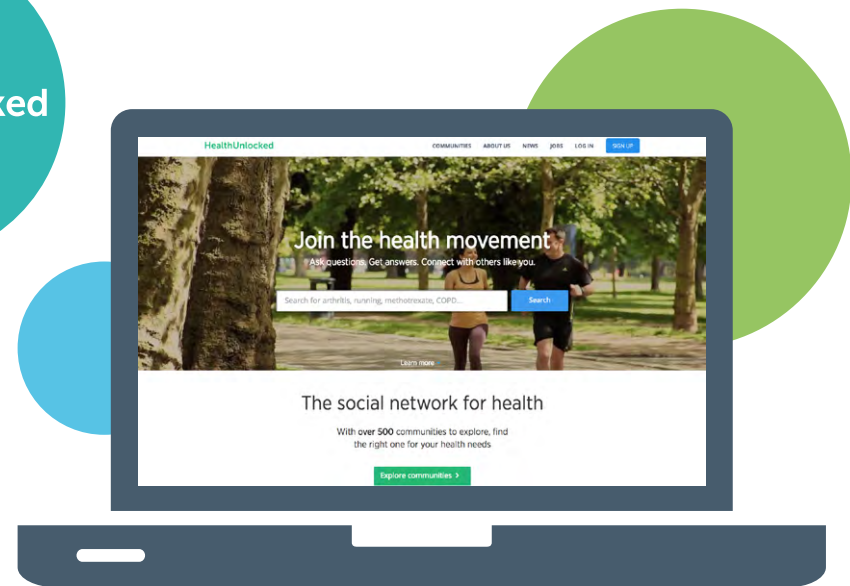 ked
HealthUnlocked
COMMUNITIES ABOUT US NEWS JOBS LOG IN SIGN UP
Join the health movement
Ask questions. Get answers. Connect with others like you.
Search for arthritis, running, methotrexate, COPD... Search
Learn more
The social network for health
With over 500 communities to explore, find
the right one for your health needs
Explore communities >